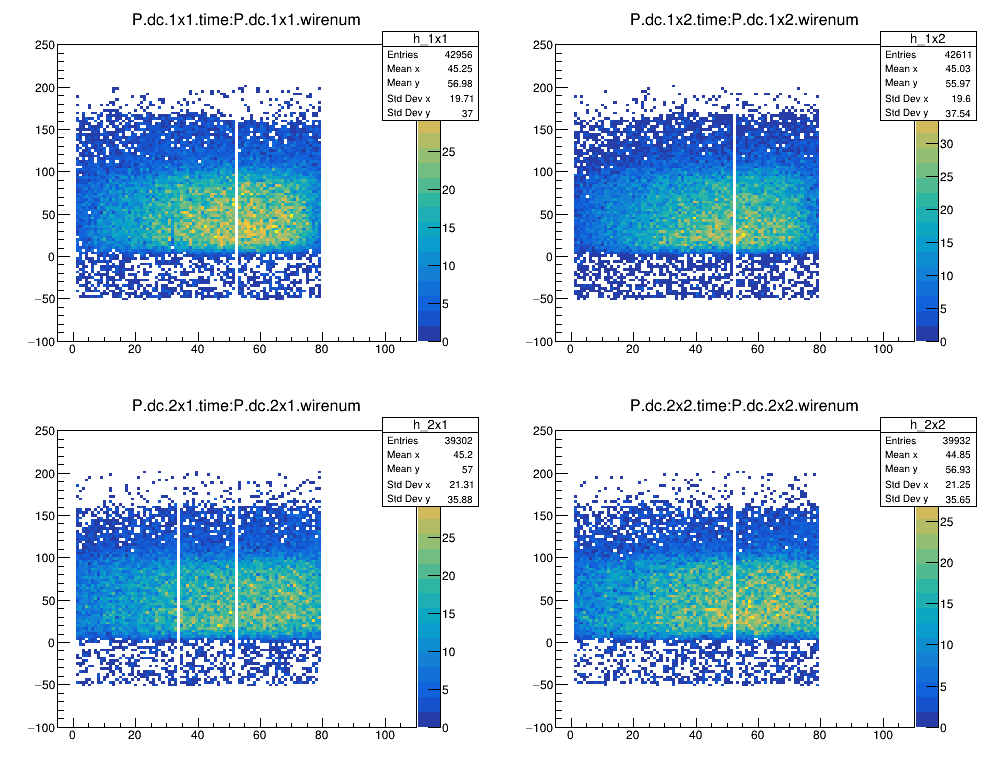 P.dc.1x1.time:P.dc.1x1.wirenum
h_1x1
Entries 42956
Mean x 45.25
Mean y 56.98
Std Dev x 19.71
Std Dev y 37
250
200
150
100
50
0
−50
−100
0 20 40 60 80 100
25
20
15
10
5
0
P.dc.1x2.time:P.dc.1x2.wirenum
h_1x2
Entries 42611
Mean x 45.03
Mean y 55.97
Std Dev x 19.6
Std Dev y 37.54
250
200
150
100
50
0
−50
−100
0 20 40 60 80 100
30
25
20
15
10
5
0
P.dc.2x1.time:P.dc.2x1.wirenum
h_2x1
Entries 39302
Mean x 45.2
Mean y 57
Std Dev x 21.31
Std Dev y 35.88
250
200
150
100
50
0
−50
−100
0 20 40 60 80 100
25
20
15
10
5
0
P.dc.2x2.time:P.dc.2x2.wirenum
h_2x2
Entries 39932
Mean x 44.85
Mean y 56.93
Std Dev x 21.25
Std Dev y 35.65
250
200
150
100
50
0
−50
−100
0 20 40 60 80 100
25
20
15
10
5
0